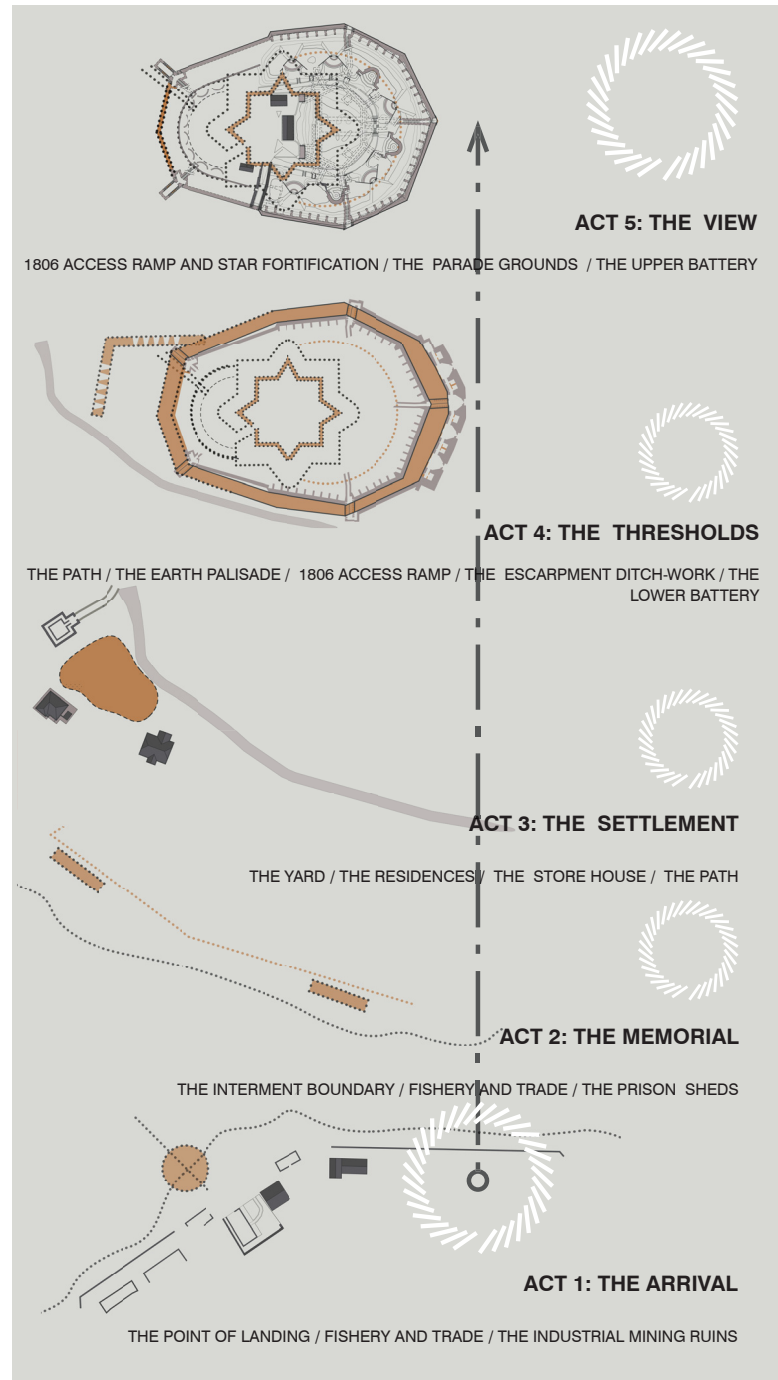 ACT 5: THE VIEW
1806 ACCESS RAMP AND STAR FORTIFICATION / THE PARADE GROUNDS / THE UPPER BATTERY
ACT 4: THE THRESHOLDS
THE PATH / THE EARTH PALISADE / 1806 ACCESS RAMP / THE ESCARPMENT DITCH-WORK / THE
LOWER BATTERY
ACT 3: THE SETTLEMENT
THE YARD / THE RESIDENCES / THE STORE HOUSE / THE PATH
ACT 2: THE MEMORIAL
THE INTERMENT BOUNDARY / FISHERY AND TRADE / THE PRISON SHEDS
ACT 1: THE ARRIVAL
THE POINT OF LANDING / FISHERY AND TRADE / THE INDUSTRIAL MINING RUINS